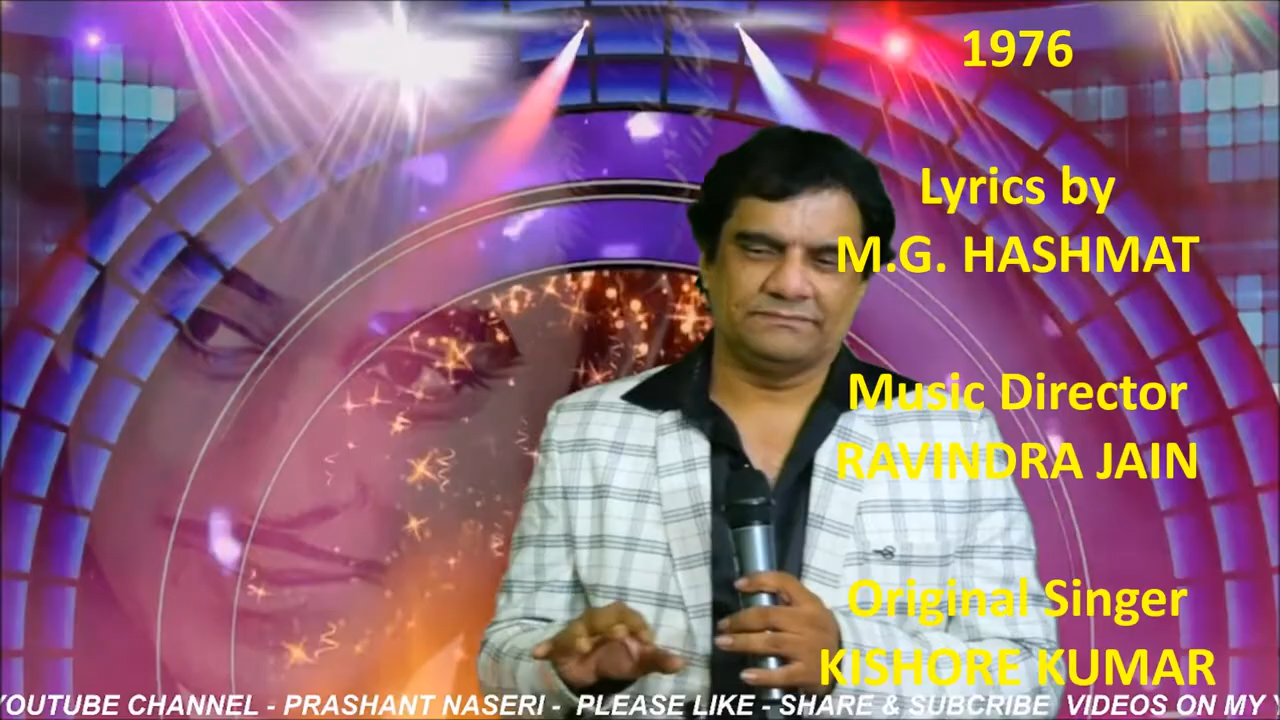 1976
Lyrics by
M.G. HASHMAT
Music Director
RAVINDRA JAIN
Original Singer
KISHORE KUMAR
YOUTUBE CHANNEL - PRASHANT NASERI - PLEASE LIKE - SHARE & SUBCRIBE VIDEOS ON MY Y